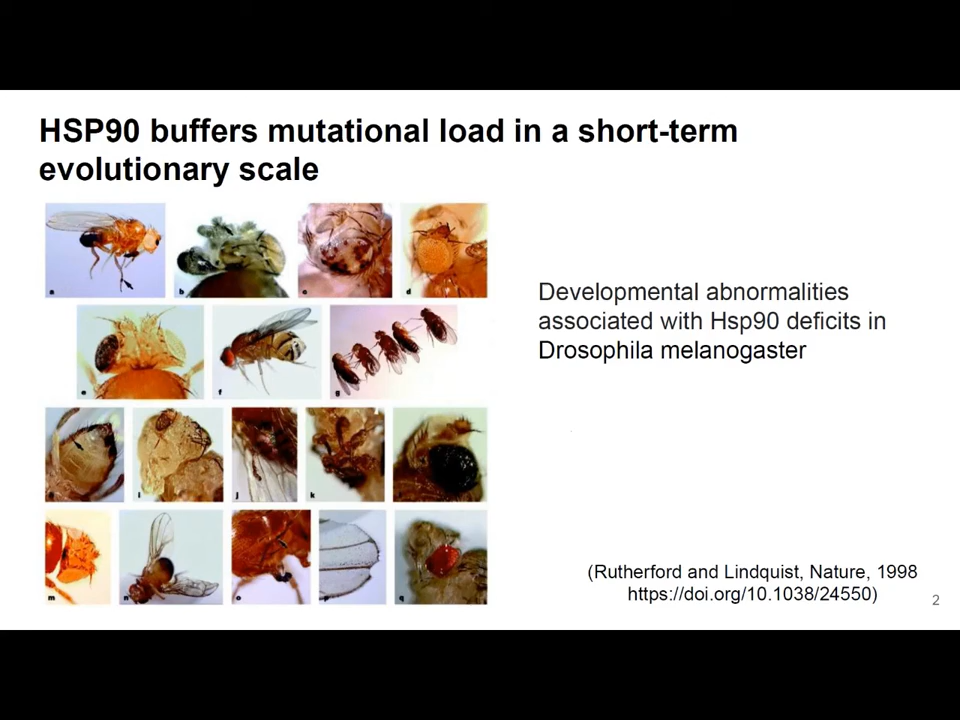 HSP90 buffers mutational load in a short-term
evolutionary scale
a
b
c
d
e
f
g
Developmental abnormalities
associated with Hsp90 deficits in
Drosophila melanogaster
i
j
k
m
n
o
p
q
(Rutherford and Lindquist, Nature, 1998
https://doi.org/10.1038/24550)
2